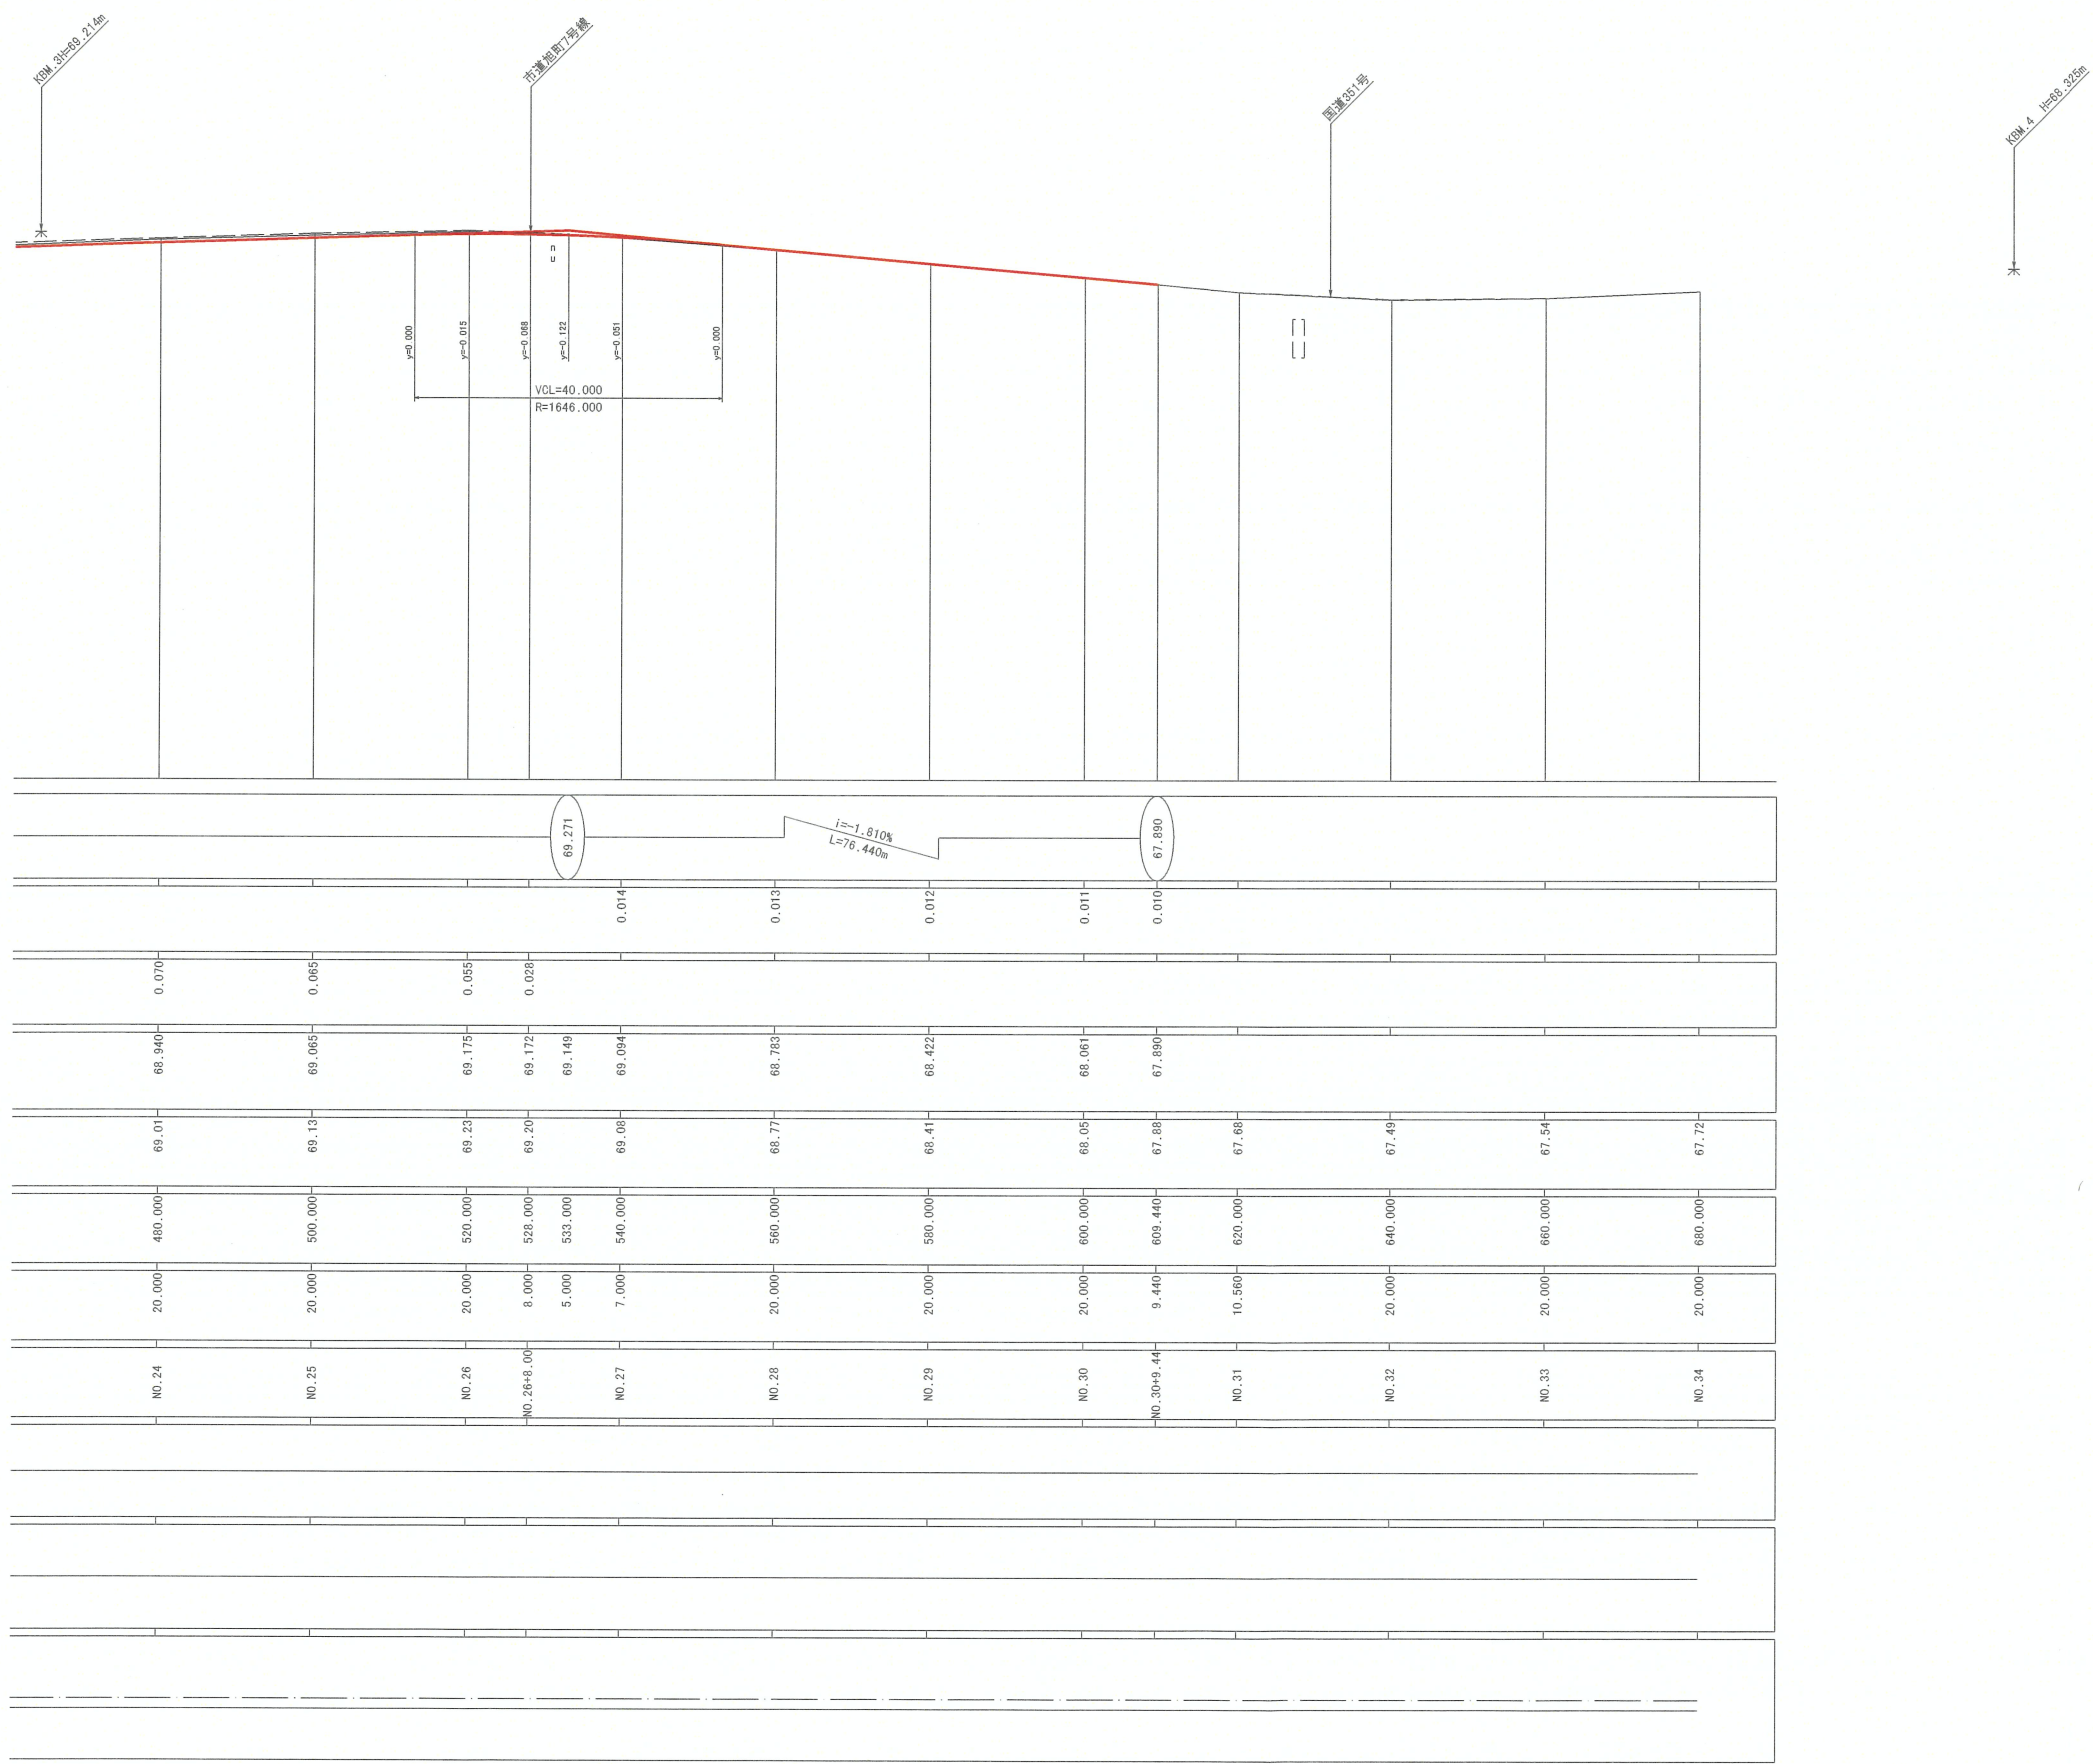 KBM.3H=69.214m
市道旭町7号線
国道351号
KBM.4 H=68.325m
y=0.000
y=-0.015
y=-0.068
y=-0.122
y=-0.051
y=0.000
VCL=40.000
R=1646.000
69.271
i=-1.810%
L=76.440m
67.890
0.014 0.013 0.012 0.011 0.010
0.070 0.065 0.055 0.028
68.940 69.065 69.175 69.172 69.149 69.094 68.783 68.422 68.061 67.890
69.01 69.13 69.23 69.20 69.08 68.77 68.41 68.05 67.88 67.68 67.49 67.54 67.72
480.000 500.000 520.000 528.000 533.000 540.000 560.000 580.000 600.000 609.440 620.000 640.000 660.000 680.000
20.000 20.000 20.000 8.000 5.000 7.000 20.000 20.000 20.000 9.440 10.560 20.000 20.000 20.000
NO.24 NO.25 NO.26 NO.26+8.00 NO.27 NO.28 NO.29 NO.30 NO.30+9.44 NO.31 NO.32 NO.33 NO.34